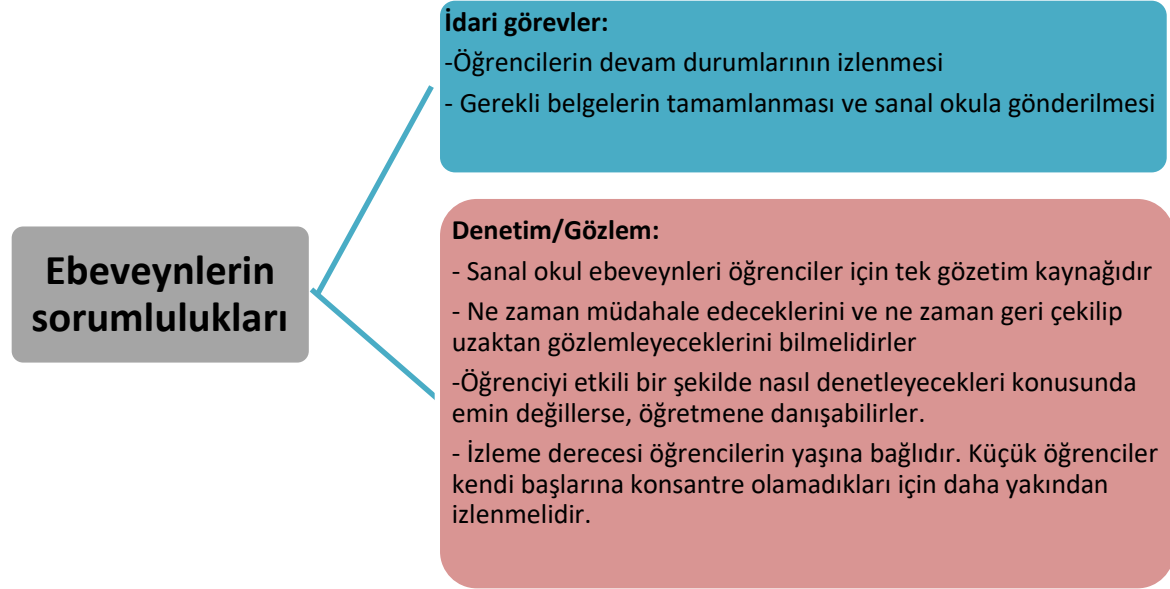 İdari görevler:
-Öğrencilerin devam durumlarının izlenmesi
- Gerekli belgelerin tamamlanması ve sanal okula gönderilmesi
Ebeveynlerin
sorumlulukları
Denetim/Gözlem:
- Sanal okul ebeveynleri öğrenciler için tek gözetim kaynağıdır
- Ne zaman müdahale edeceklerini ve ne zaman geri çekilip
uzaktan gözlemleyeceklerini bilmelidirler
-Öğrenciyi etkili bir şekilde nasıl denetleyecekleri konusunda
emin değillerse, öğretmene danışabilirler.
- İzleme derecesi öğrencilerin yaşına bağlıdır. Küçük öğrenciler
kendi başlarına konsantre olamadıkları için daha yakından
izlenmelidir.